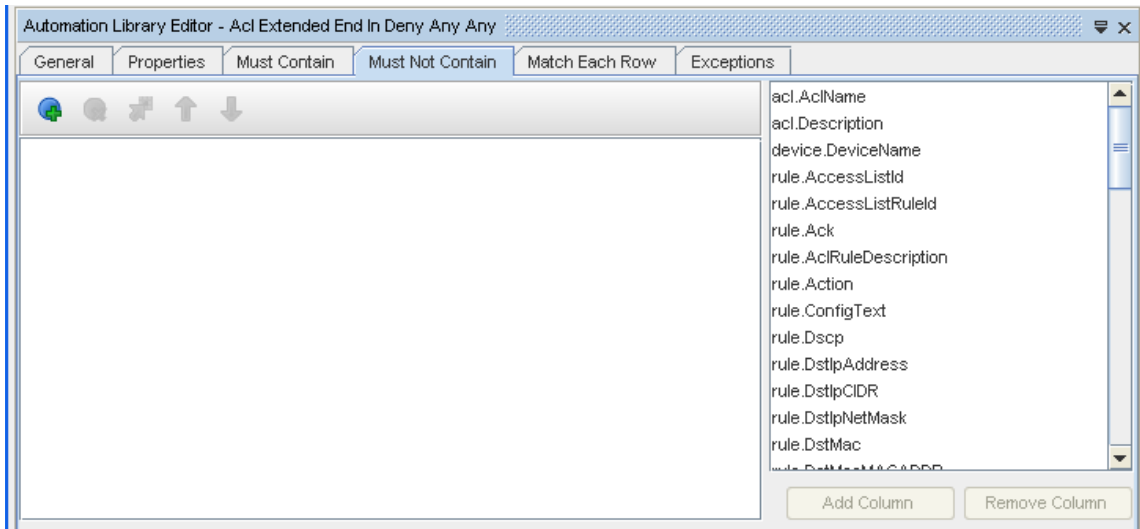 Automation Library Editor - Acl Extended End In Deny Any Any
General Properties Must Contain Must Not Contain Match Each Row Exceptions
acl.AclName
acl.Description
device.DeviceName
rule.AccessListId
rule.AccessListRuleId
rule.Ack
rule.AclRuleDescription
rule.Action
rule.ConfigText
rule.Dscp
rule.DstIpAddress
rule.DstIpCIDR
rule.DstIpNetMask
rule.DstMac
Add Column Remove Column